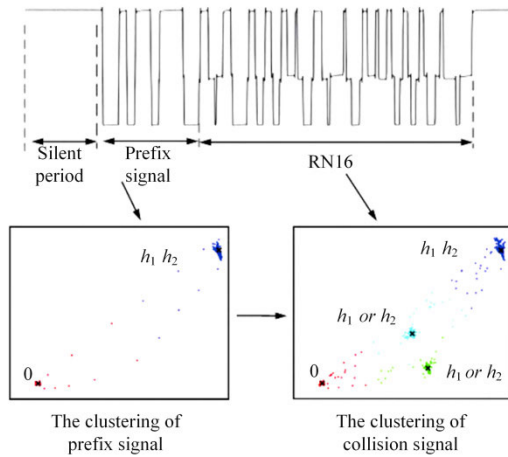 Silent period
Prefix signal
RN16
h₁ h₂
0
h₁ h₂
h₁ or h₂
h₁ or h₂
0
The clustering of
prefix signal
The clustering of
collision signal